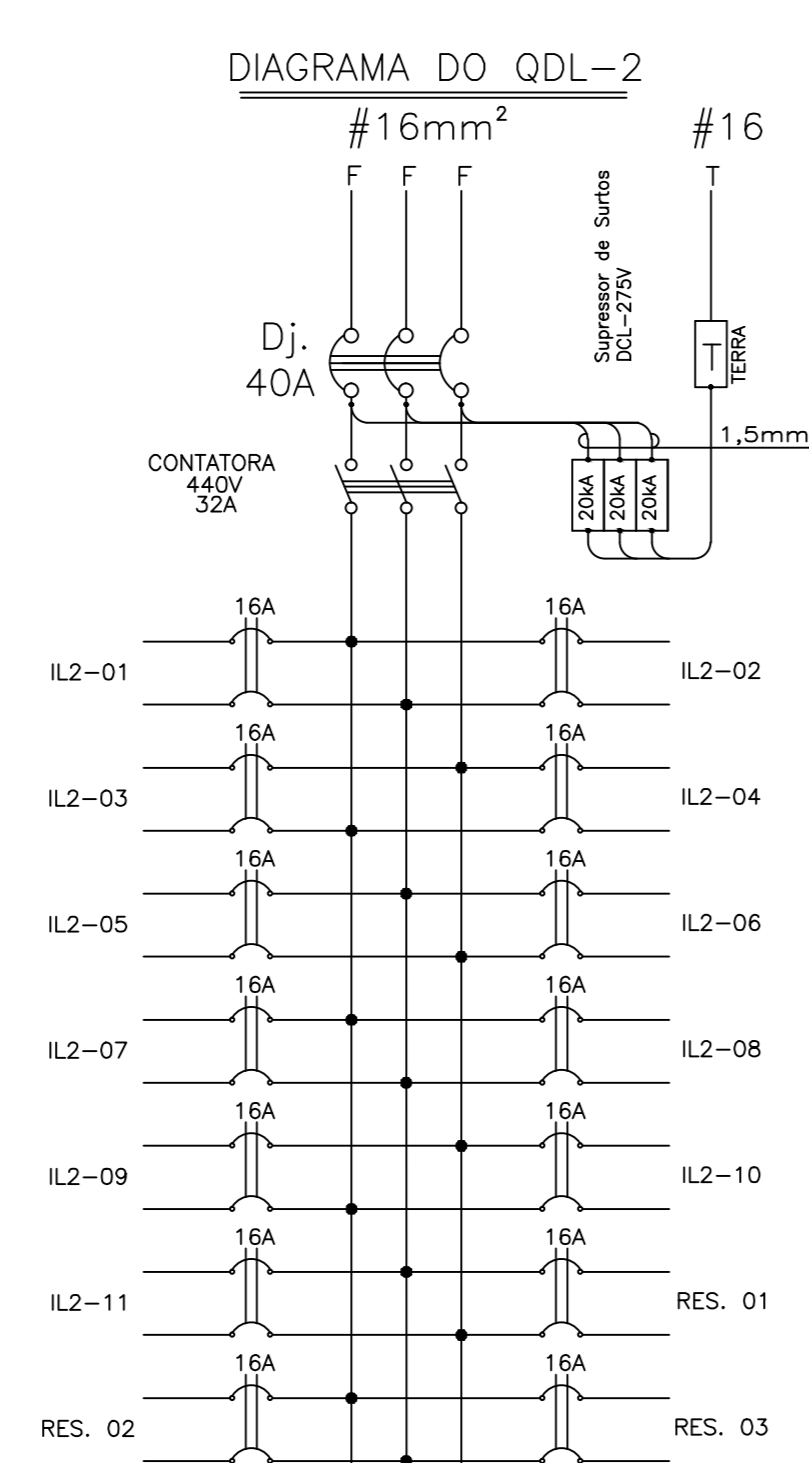 DIAGRAMA DO QDL-2
#16mm² #16
F F F T
Supressor de Surtos
DCL-275V
TERRA
T
Dj.
40A
1,5mm
CONTATORA
440V
32A
20kA 20kA 20kA
16A 16A
IL2-01 IL2-02
16A 16A
IL2-03 IL2-04
16A 16A
IL2-05 IL2-06
16A 16A
IL2-07 IL2-08
16A 16A
IL2-09 IL2-10
16A 16A
IL2-11 RES. 01
16A 16A
RES. 02 RES. 03